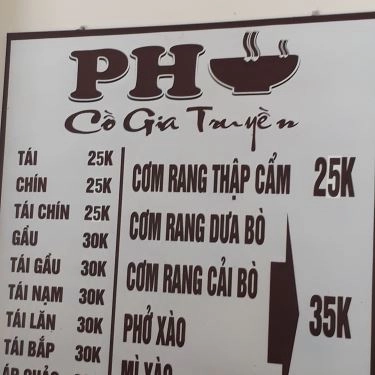 PH
Cồ Gia Truyền
TÁI 25K
CHÍN 25K
TÁI CHÍN 25K
GẦU 30K
TÁI GẦU 30K
TÁI NẠM 30K
TÁI LĂN 30K
TÁI BẮP 30K
CƠM RANG THẬP CẨM 25K
CƠM RANG DƯA BÒ
CƠM RANG CẢI BÒ
PHỞ XÀO
MÌ XÀO
35K